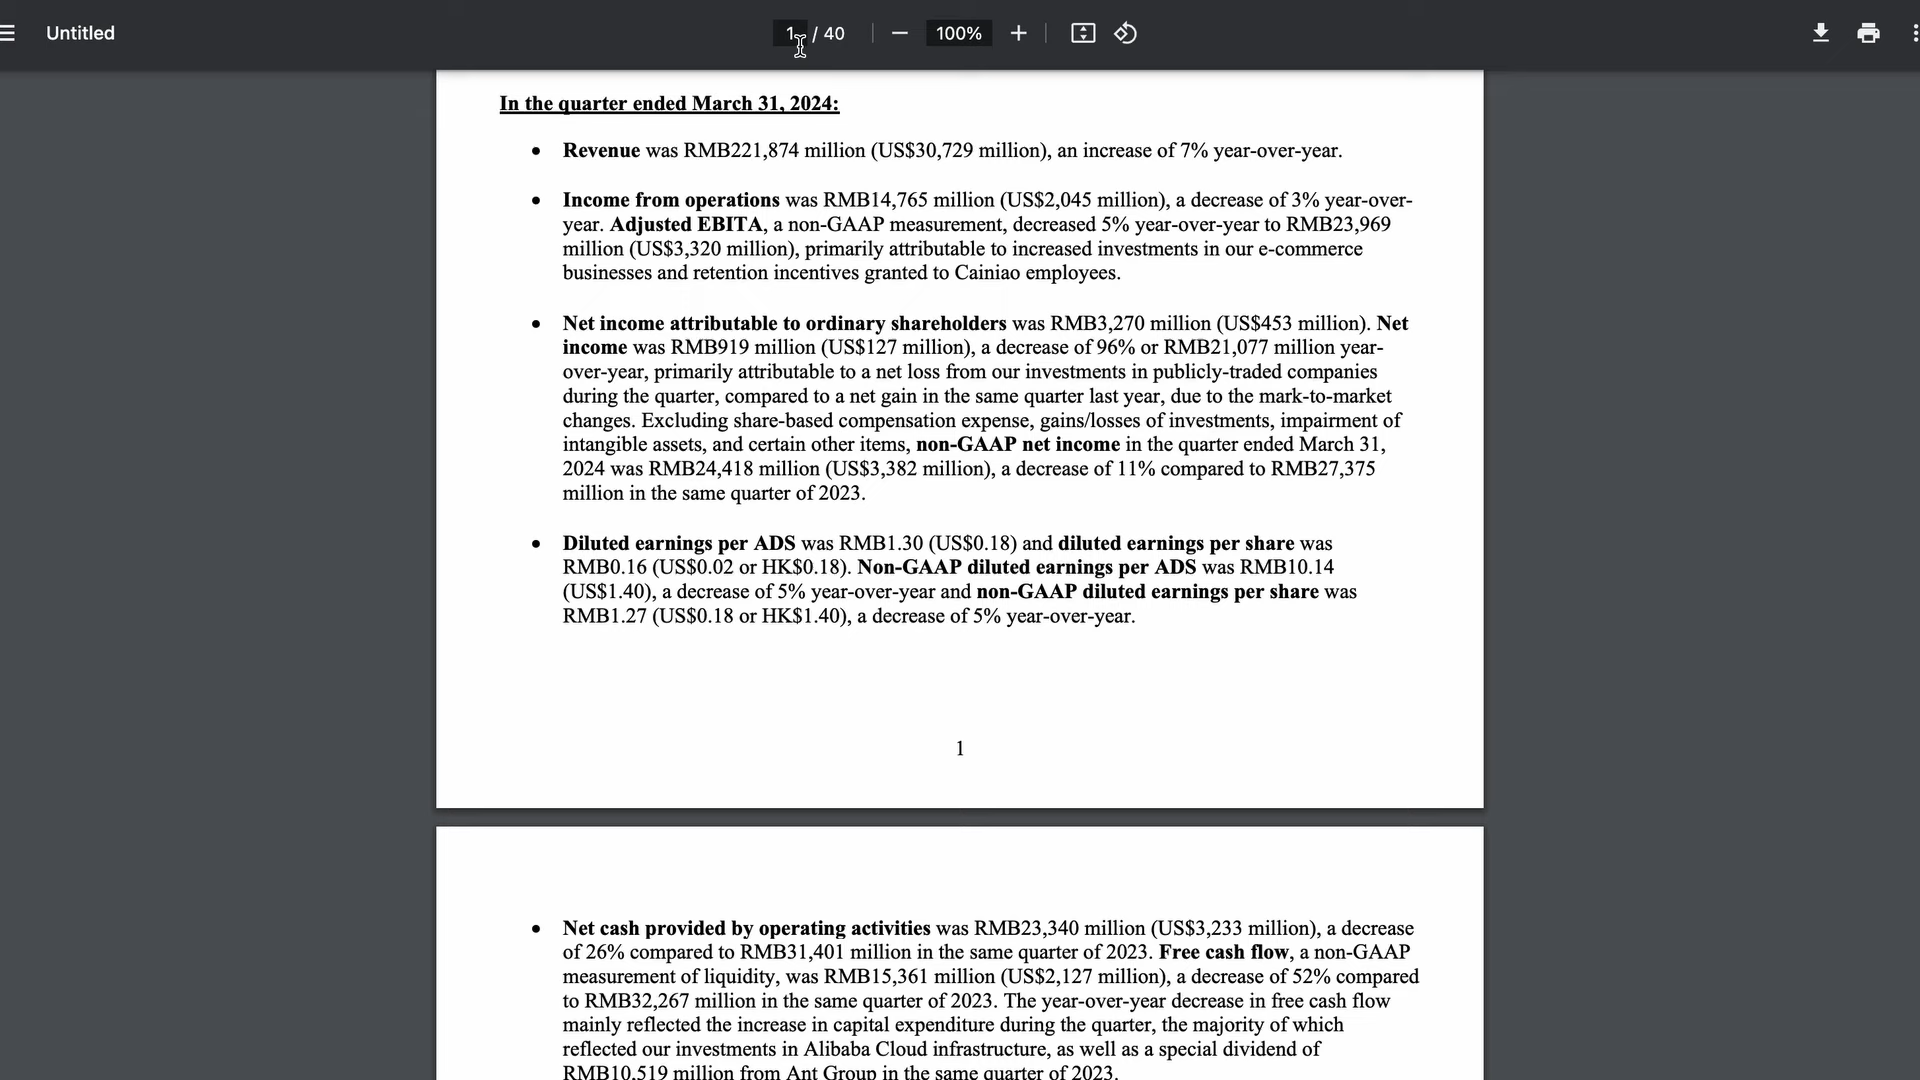 Untitled
1 / 40
100%
In the quarter ended March 31, 2024:
• Revenue was RMB221,874 million (US$30,729 million), an increase of 7% year-over-year.
• Income from operations was RMB14,765 million (US$2,045 million), a decrease of 3% year-over-
year. Adjusted EBITA, a non-GAAP measurement, decreased 5% year-over-year to RMB23,969
million (US$3,320 million), primarily attributable to increased investments in our e-commerce
businesses and retention incentives granted to Cainiao employees.
• Net income attributable to ordinary shareholders was RMB3,270 million (US$453 million). Net
income was RMB919 million (US$127 million), a decrease of 96% or RMB21,077 million year-
over-year, primarily attributable to a net loss from our investments in publicly-traded companies
during the quarter, compared to a net gain in the same quarter last year, due to the mark-to-market
changes. Excluding share-based compensation expense, gains/losses of investments, impairment of
intangible assets, and certain other items, non-GAAP net income in the quarter ended March 31,
2024 was RMB24,418 million (US$3,382 million), a decrease of 11% compared to RMB27,375
million in the same quarter of 2023.
• Diluted earnings per ADS was RMB1.30 (US$0.18) and diluted earnings per share was
RMB0.16 (US$0.02 or HK$0.18). Non-GAAP diluted earnings per ADS was RMB10.14
(US$1.40), a decrease of 5% year-over-year and non-GAAP diluted earnings per share was
RMB1.27 (US$0.18 or HK$1.40), a decrease of 5% year-over-year.
1
• Net cash provided by operating activities was RMB23,340 million (US$3,233 million), a decrease
of 26% compared to RMB31,401 million in the same quarter of 2023. Free cash flow, a non-GAAP
measurement of liquidity, was RMB15,361 million (US$2,127 million), a decrease of 52% compared
to RMB32,267 million in the same quarter of 2023. The year-over-year decrease in free cash flow
mainly reflected the increase in capital expenditure during the quarter, the majority of which
reflected our investments in Alibaba Cloud infrastructure, as well as a special dividend of
RMB10,519 million from Ant Group in the same quarter of 2023.